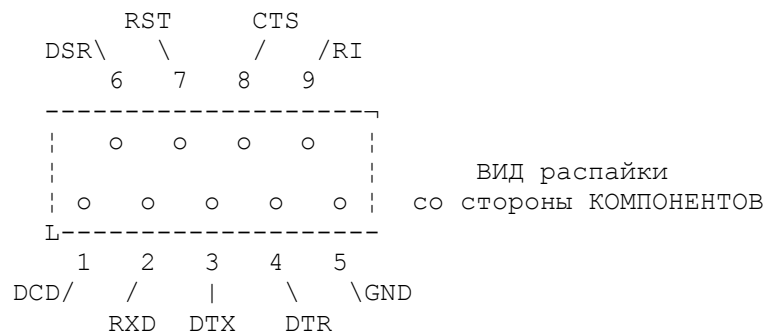 RST CTS
DSR\ \ / /RI
6 7 8 9
--------------------¬
¦ o o o o ¦
¦ ¦ ВИД распайки
¦ o o o o o ¦ со стороны КОМПОНЕНТОВ
L--------------------
1 2 3 4 5
DCD/ / | \ \GND
RXD DTX DTR